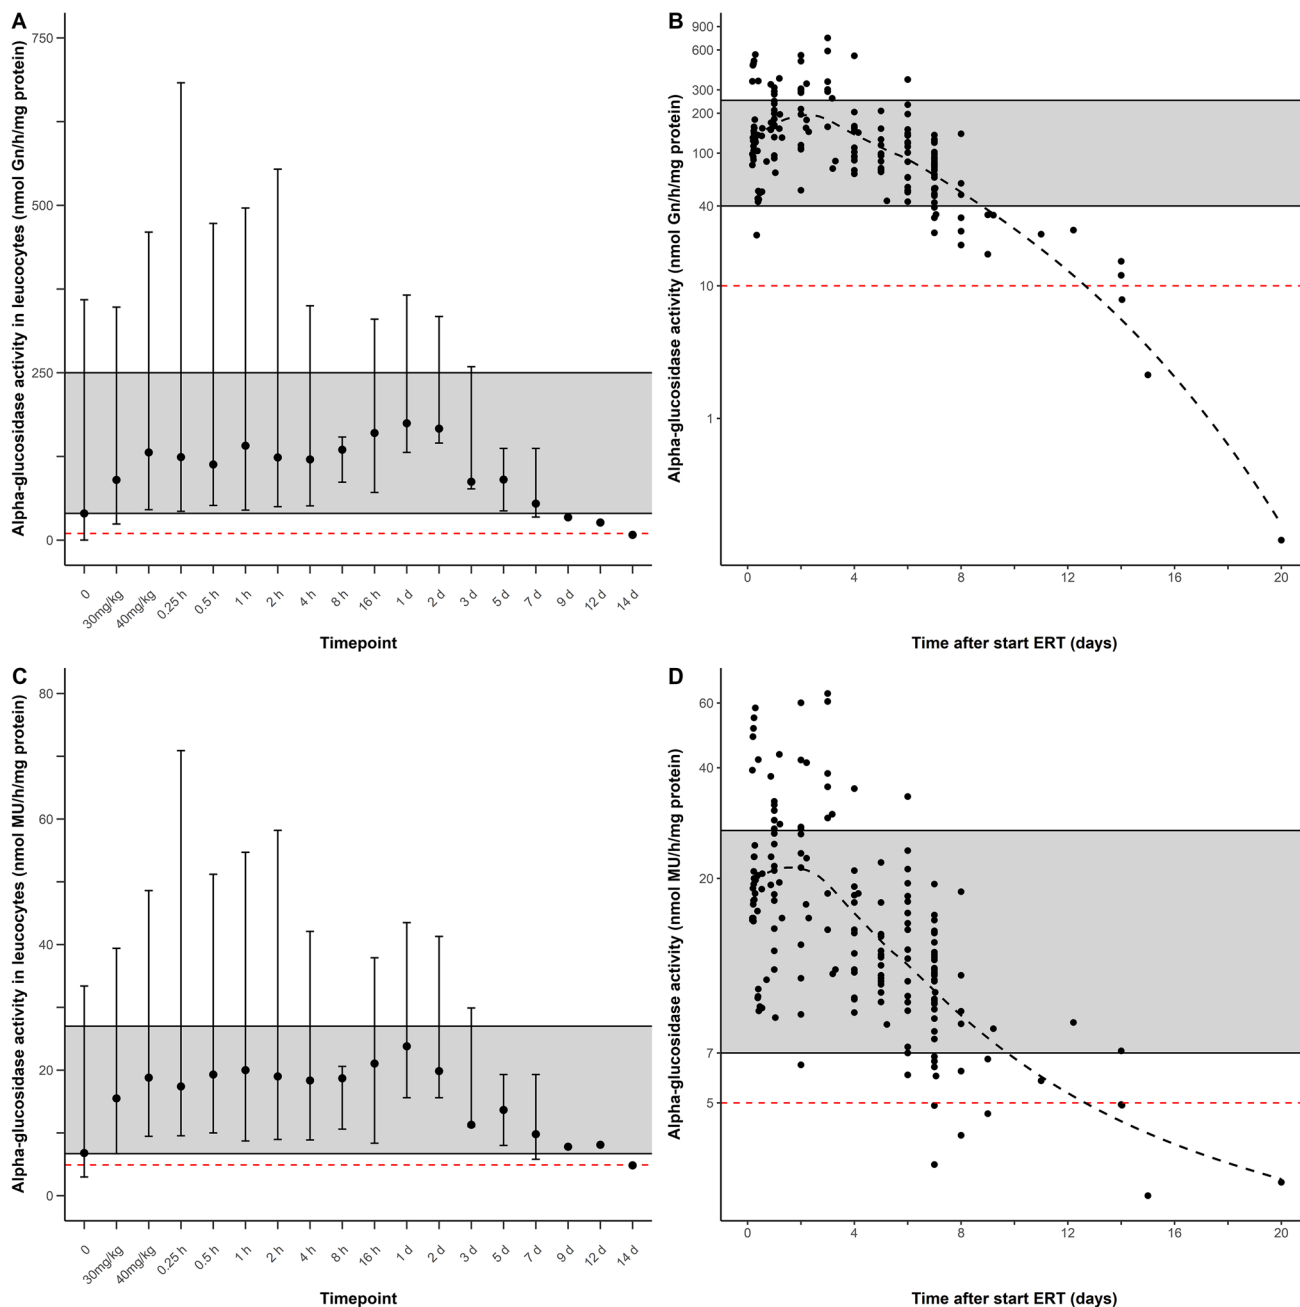 A
Alpha-glucosidase activity in leucocytes (nmol Gn/h/mg protein)
750
500
250
0
0
30mg/kg
40mg/kg
0.25 h
0.5 h
1 h
2 h
4 h
8 h
16 h
1 d
2 d
3 d
5 d
7 d
9 d
12 d
14 d
Timepoint
B
Alpha-glucosidase activity (nmol Gn/h/mg protein)
900
600
300
200
100
40
10
1
0
4
8
12
16
20
Time after start ERT (days)
C
Alpha-glucosidase activity in leucocytes (nmol MU/h/mg protein)
80
60
40
20
0
0
30mg/kg
40mg/kg
0.25 h
0.5 h
1 h
2 h
4 h
8 h
16 h
1 d
2 d
3 d
5 d
7 d
9 d
12 d
14 d
Timepoint
D
Alpha-glucosidase activity (nmol MU/h/mg protein)
60
40
20
7
5
0
4
8
12
16
20
Time after start ERT (days)